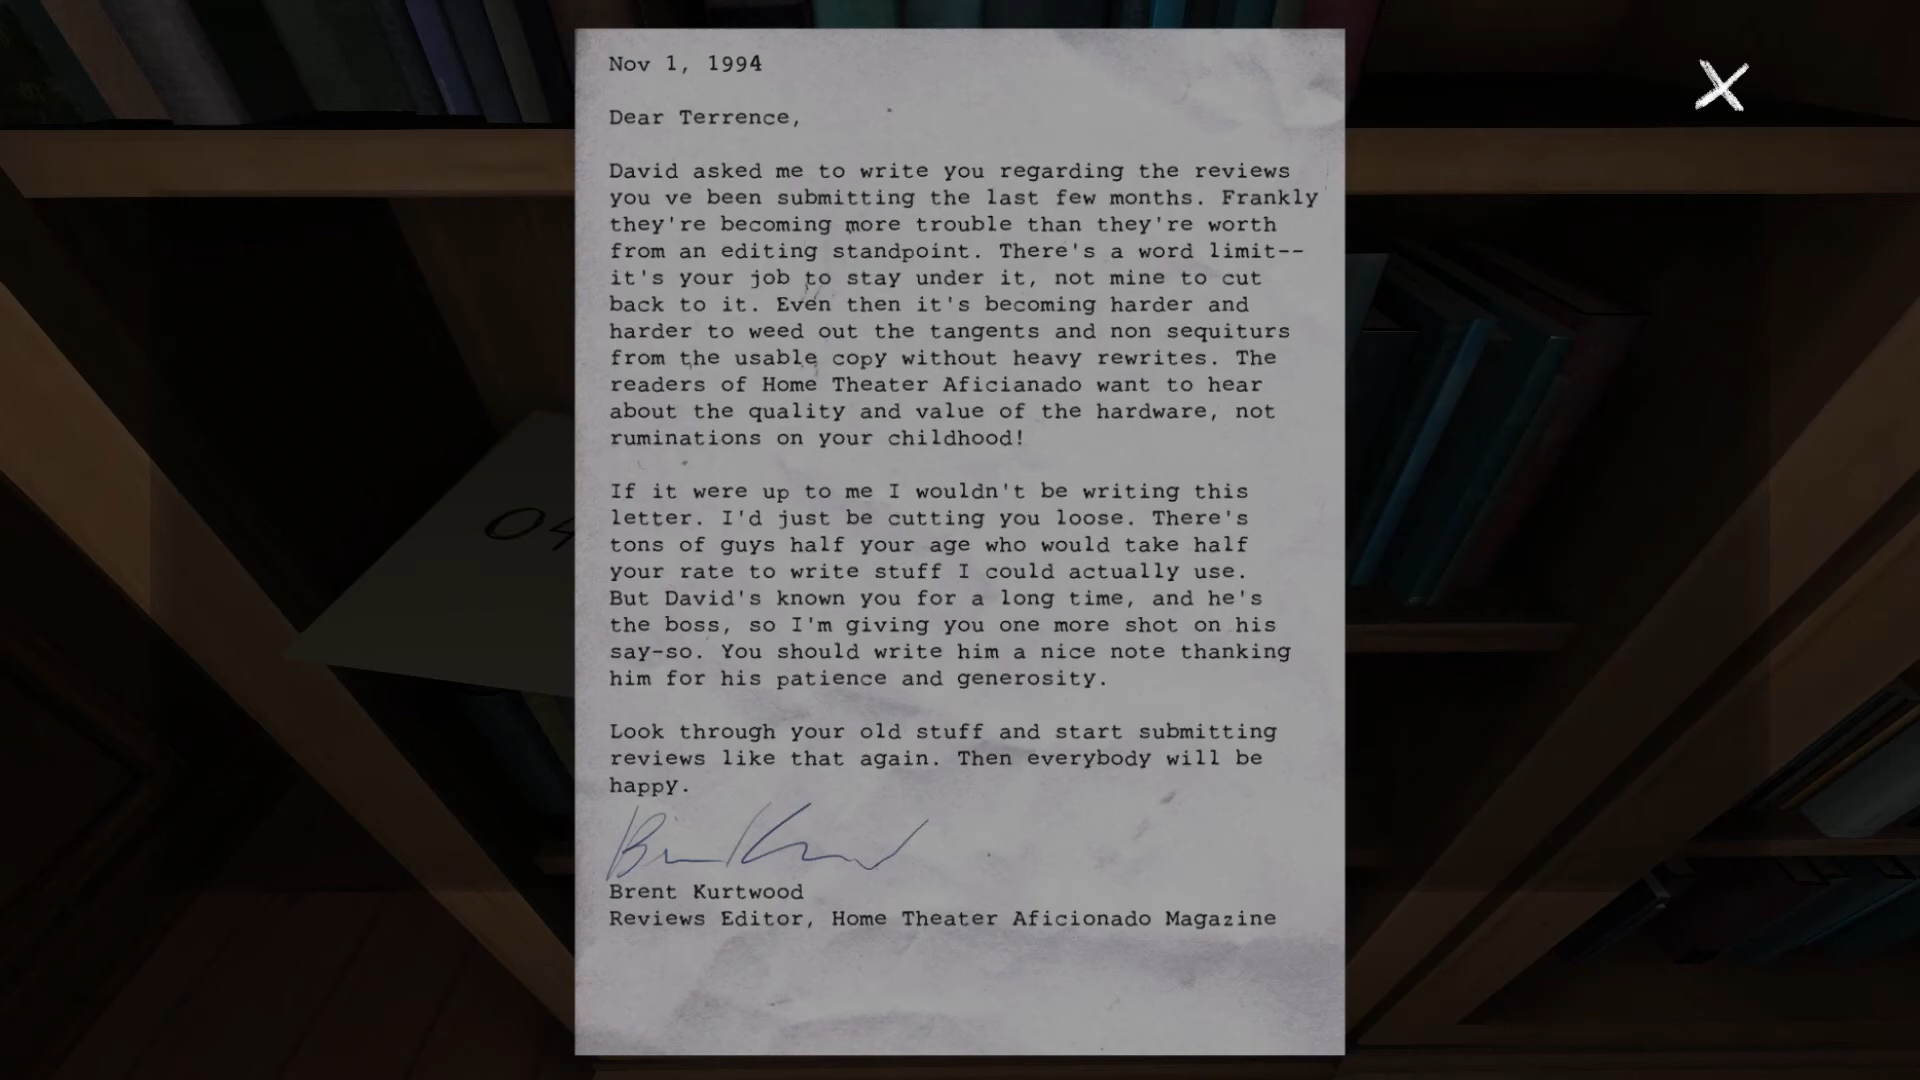 Nov 1, 1994
Dear Terrence,
David asked me to write you regarding the reviews
you ve been submitting the last few months. Frankly
they're becoming more trouble than they're worth
from an editing standpoint. There's a word limit--
it's your job to stay under it, not mine to cut
back to it. Even then it's becoming harder and
harder to weed out the tangents and non sequiturs
from the usable copy without heavy rewrites. The
readers of Home Theater Aficianado want to hear
about the quality and value of the hardware, not
ruminations on your childhood!
If it were up to me I wouldn't be writing this
letter. I'd just be cutting you loose. There's
tons of guys half your age who would take half
your rate to write stuff I could actually use.
But David's known you for a long time, and he's
the boss, so I'm giving you one more shot on his
say-so. You should write him a nice note thanking
him for his patience and generosity.
Look through your old stuff and start submitting
reviews like that again. Then everybody will be
happy.
Brent Kurtwood
Reviews Editor, Home Theater Aficionado Magazine